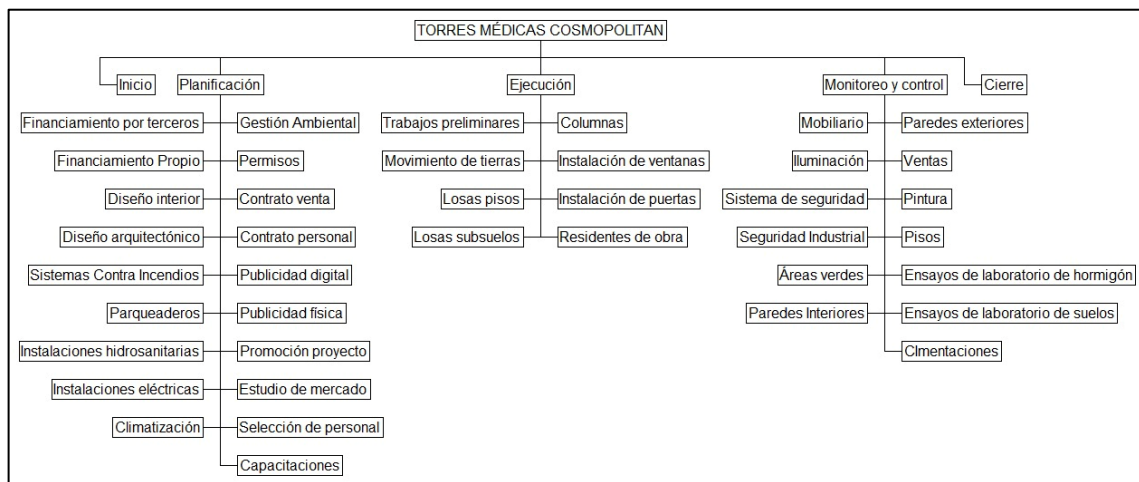 TORRES MÉDICAS COSMOPOLITAN
Inicio
Planificación
Ejecución
Monitoreo y control
Cierre
Financiamiento por terceros
Gestión Ambiental
Financiamiento Propio
Permisos
Diseño interior
Contrato venta
Diseño arquitectónico
Contrato personal
Sistemas Contra Incendios
Publicidad digital
Parqueaderos
Publicidad física
Instalaciones hidrosanitarias
Promoción proyecto
Instalaciones eléctricas
Estudio de mercado
Climatización
Selección de personal
Capacitaciones
Trabajos preliminares
Columnas
Movimiento de tierras
Instalación de ventanas
Losas pisos
Instalación de puertas
Losas subsuelos
Residentes de obra
Mobiliario
Paredes exteriores
Iluminación
Ventas
Sistema de seguridad
Pintura
Seguridad Industrial
Pisos
Áreas verdes
Ensayos de laboratorio de hormigón
Paredes Interiores
Ensayos de laboratorio de suelos
CImentaciones